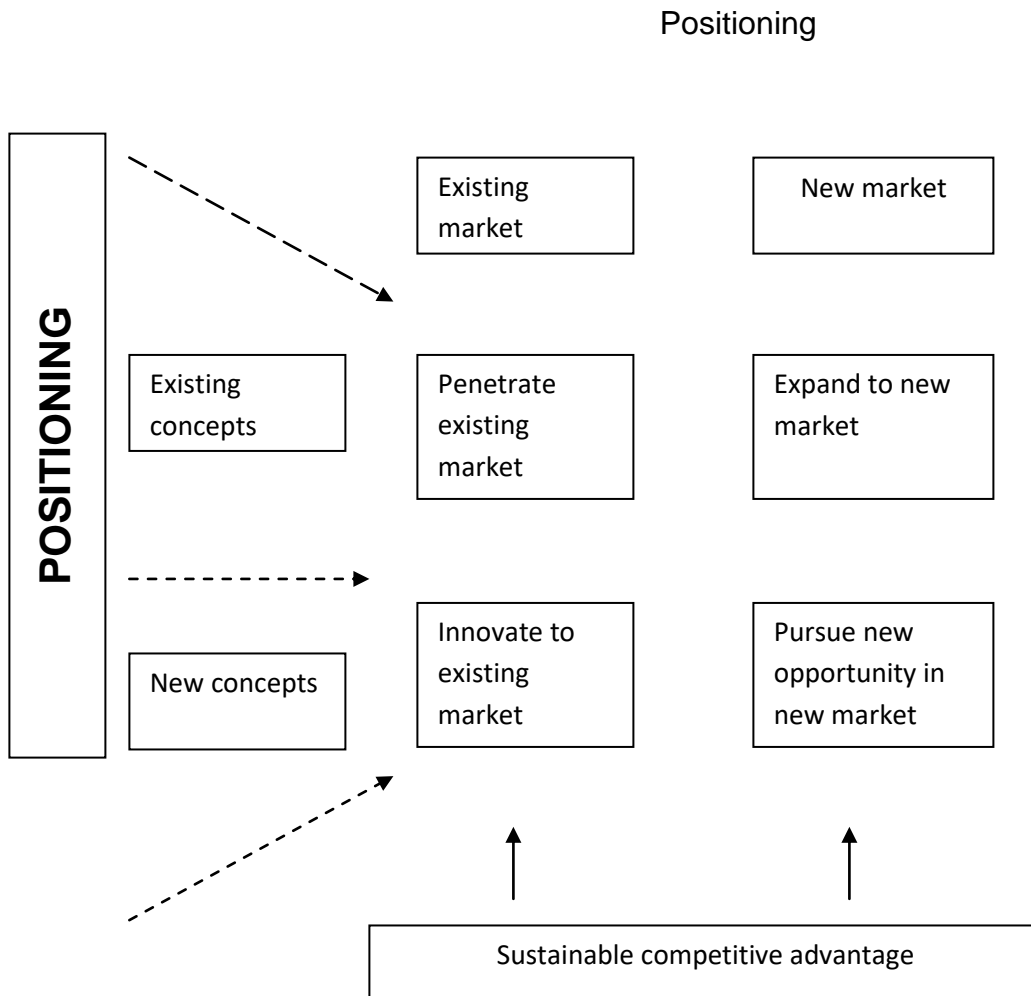 Positioning
POSITIONING
Existing
market
New market
Existing
concepts
Penetrate
existing
market
Expand to new
market
New concepts
Innovate to
existing
market
Pursue new
opportunity in
new market
Sustainable competitive advantage